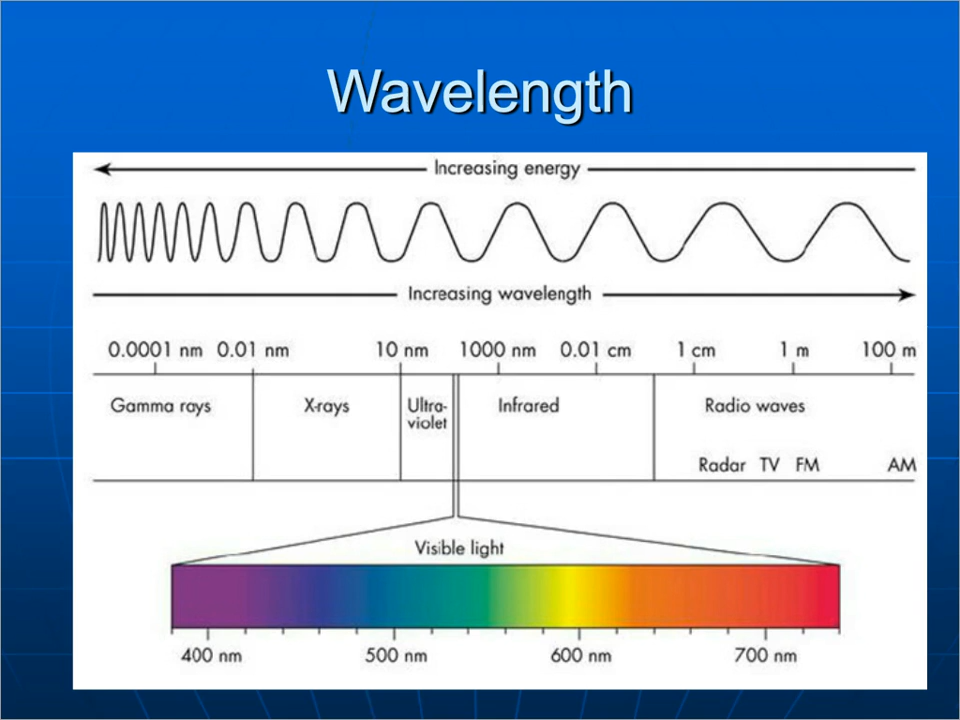 Wavelength
Increasing energy
Increasing wavelength
0.0001 nm 0.01 nm 10 nm 1000 nm 0.01 cm 1 cm 1 m 100 m
Gamma rays X-rays Ultra-violet Infrared Radio waves
Radar TV FM AM
Visible light
400 nm 500 nm 600 nm 700 nm